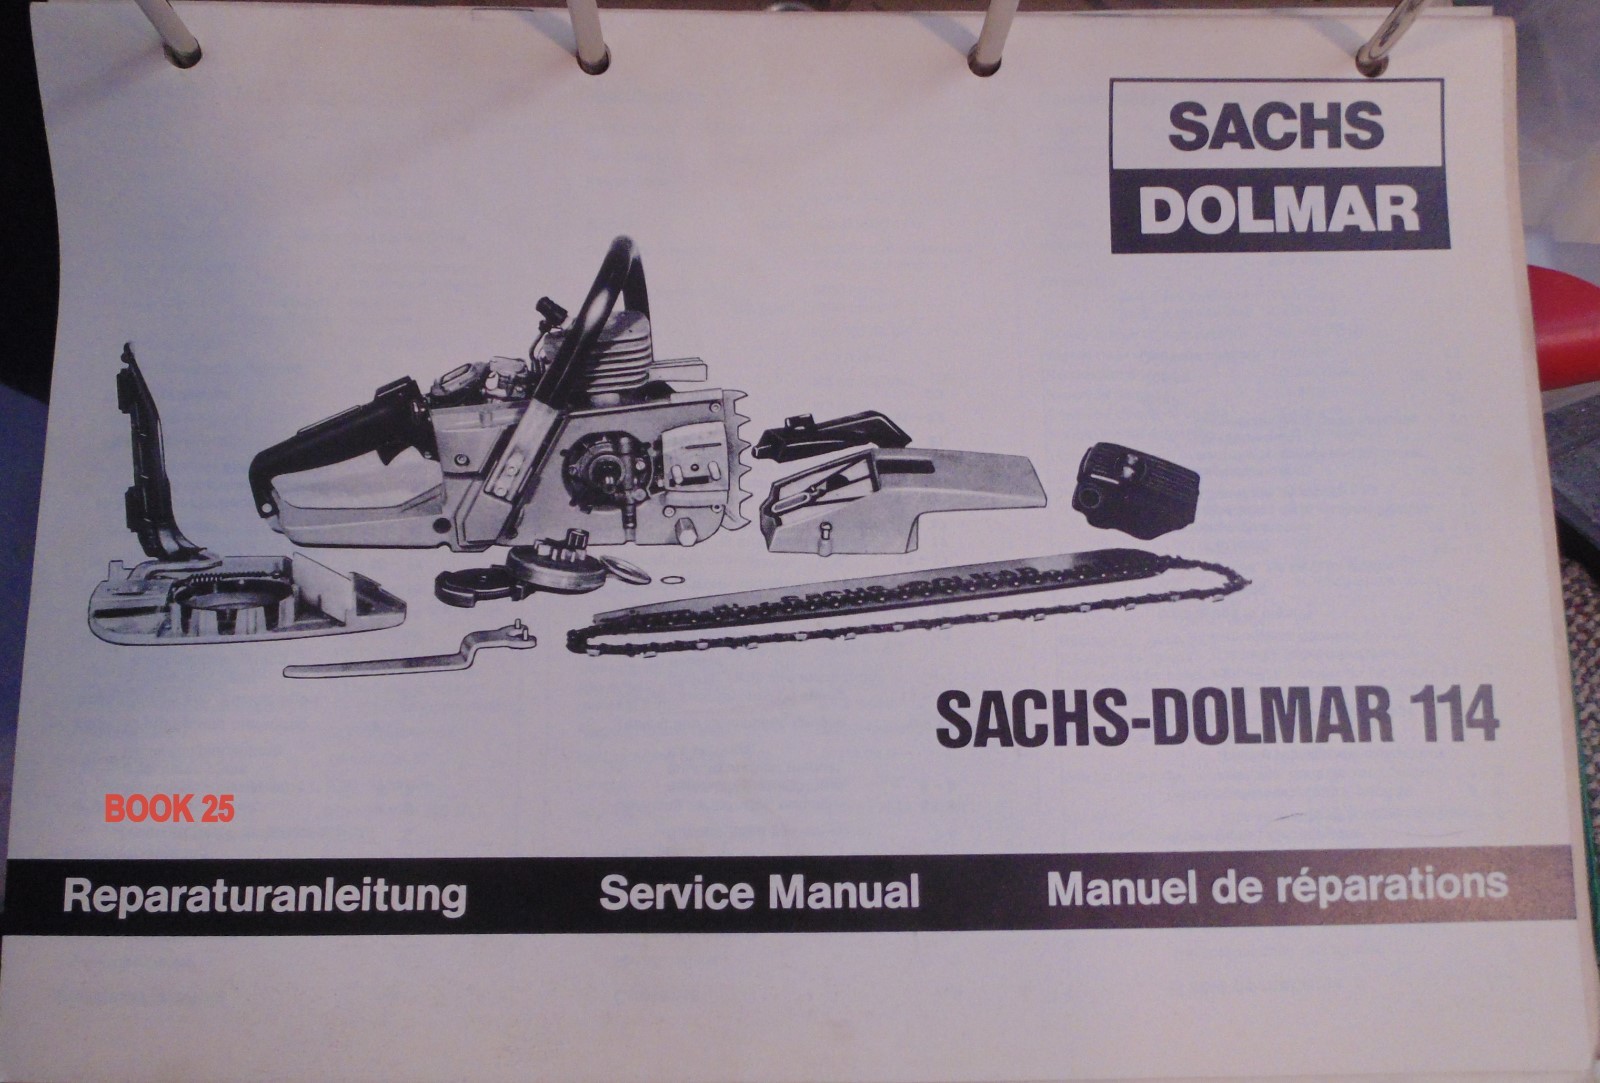 SACHS
DOLMAR
SACHS-DOLMAR 114
BOOK 25
Reparaturanleitung Service Manual Manuel de réparations